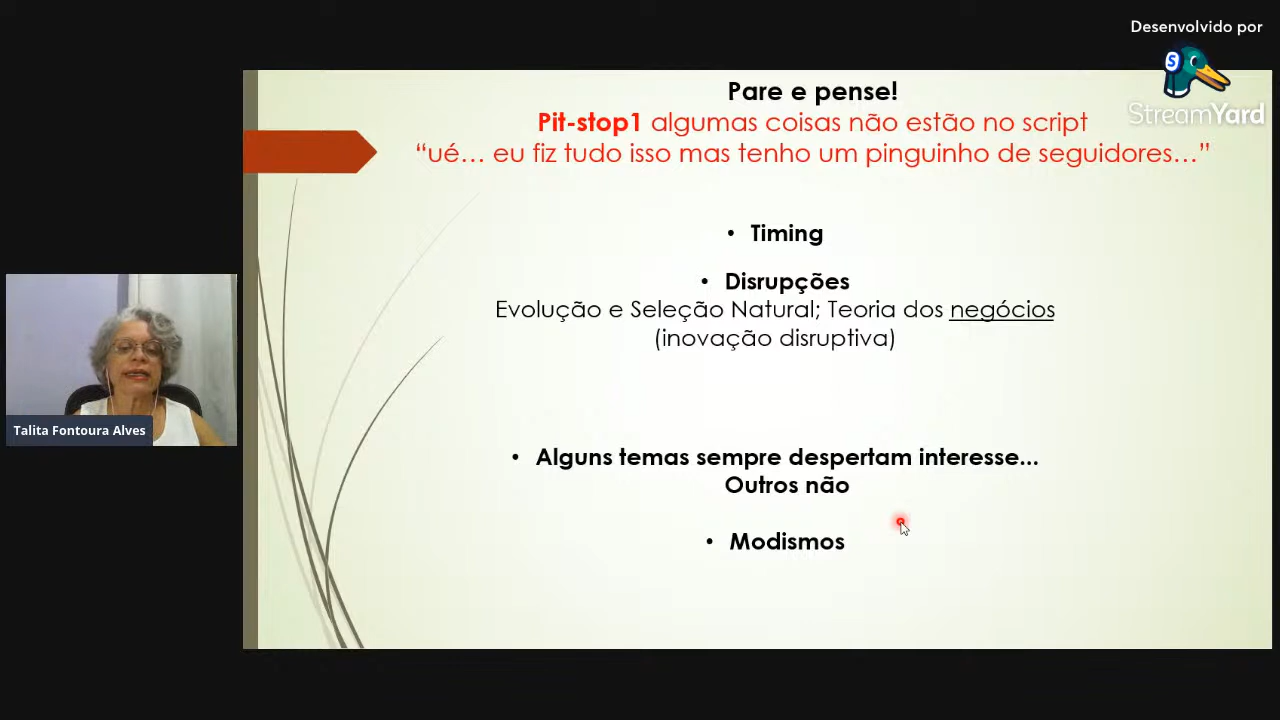 Desenvolvido por
StreamYard
Pare e pense!
Pit-stop1 algumas coisas não estão no script
“ué... eu fiz tudo isso mas tenho um pinguinho de seguidores...”
• Timing
• Disrupções
Evolução e Seleção Natural; Teoria dos negócios
(inovação disruptiva)
• Alguns temas sempre despertam interesse...
Outros não
• Modismos
Talita Fontoura Alves